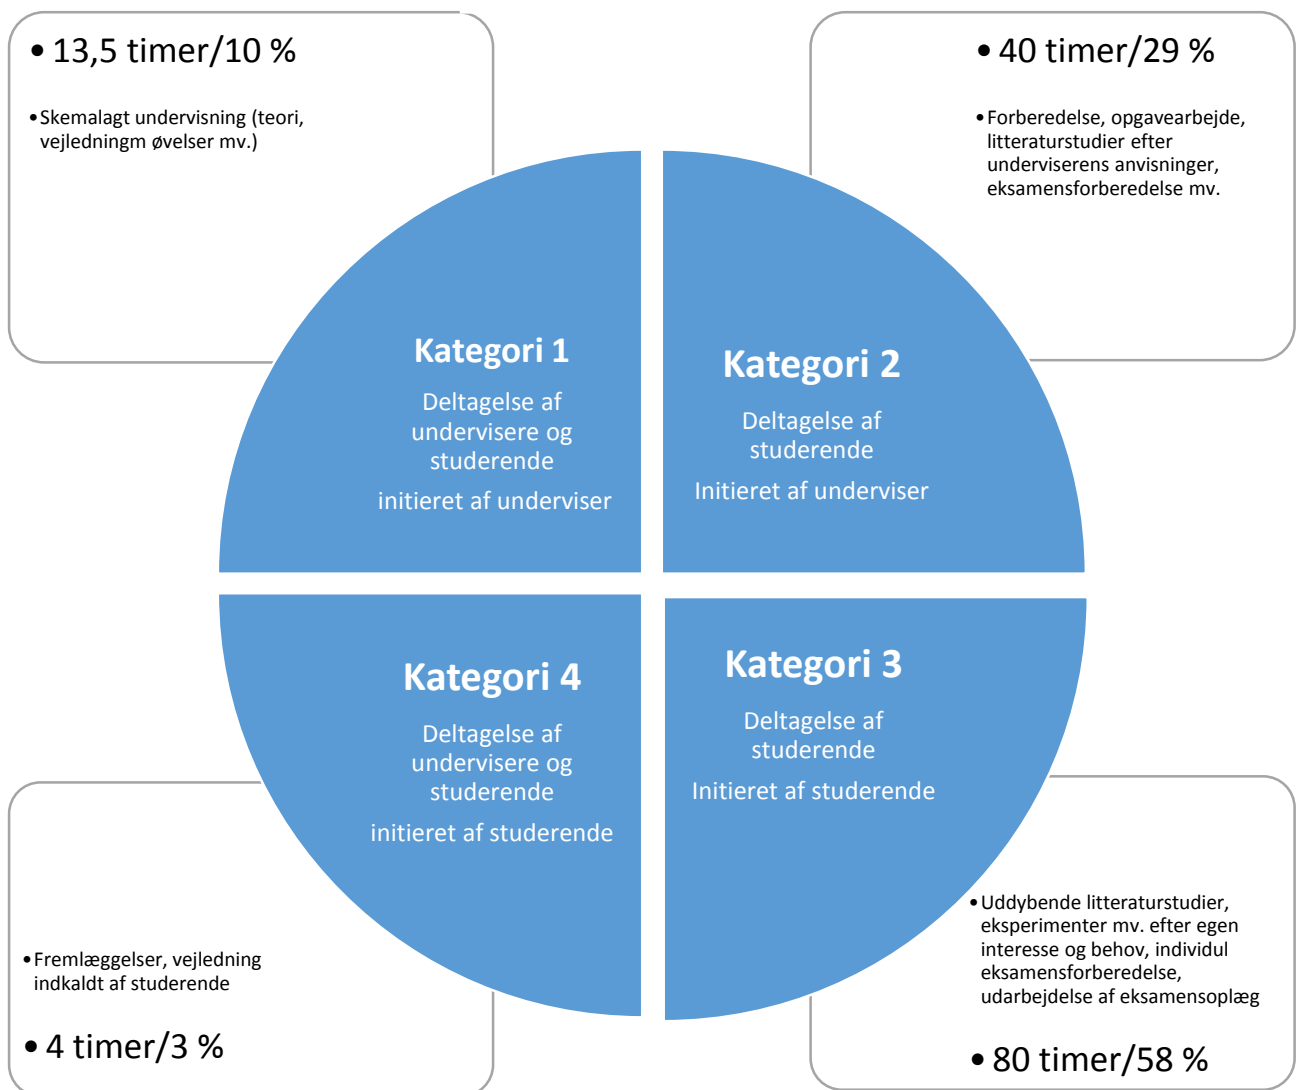 • 13,5 timer/10 %
• Skemalagt undervisning (teori,
vejledningm øvelser mv.)
• 40 timer/29 %
• Forberedelse, opgavearbejde,
litteraturstudier efter
underviserens anvisninger,
eksamensforberedelse mv.
Kategori 1
Deltagelse af
undervisere og
studerende
initieret af underviser
Kategori 2
Deltagelse af
studerende
Initieret af underviser
Kategori 4
Deltagelse af
undervisere og
studerende
initieret af studerende
Kategori 3
Deltagelse af
studerende
Initieret af studerende
• Fremlæggelser, vejledning
indkaldt af studerende
• 4 timer/3 %
• Uddybende litteraturstudier,
eksperimenter mv. efter egen
interesse og behov, individul
eksamensforberedelse,
udarbejdelse af eksamensoplæg
• 80 timer/58 %